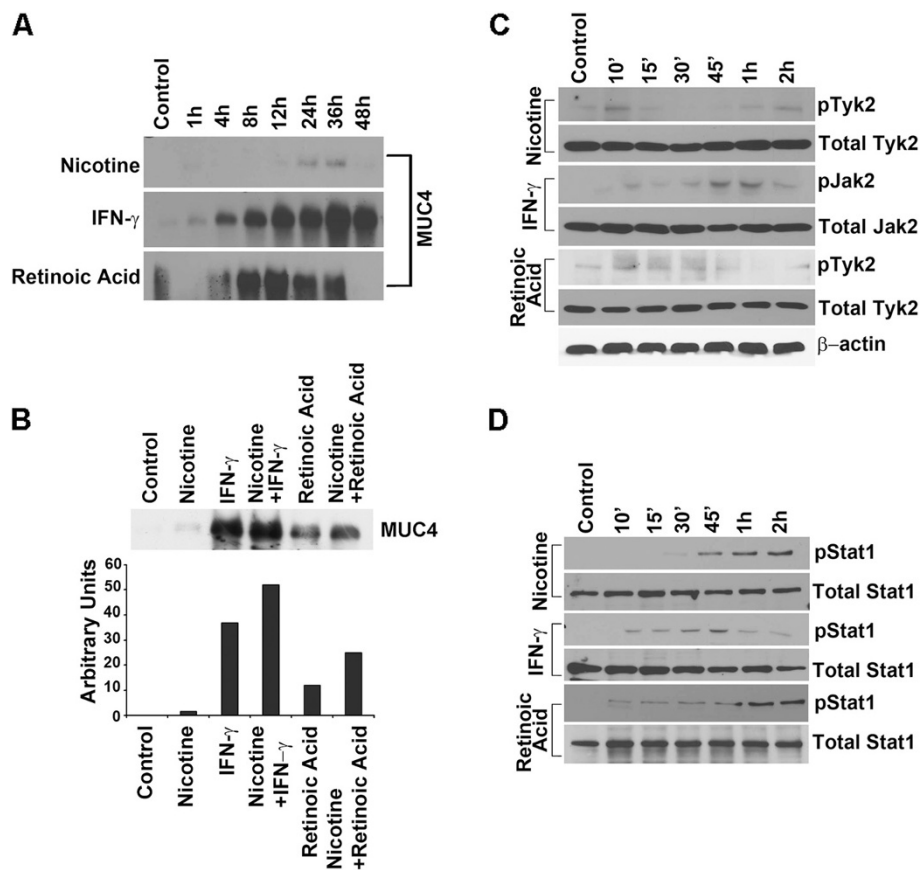 A
Control 1h 4h 8h 12h 24h 36h 48h
Nicotine
IFN-γ
Retinoic Acid
MUC4
B
Control
Nicotine
IFN-γ
Nicotine
+IFN-γ
Retinoic Acid
Nicotine
+Retinoic Acid
MUC4
Arbitrary Units
60
50
40
30
20
10
0
Control
Nicotine
IFN-γ
Nicotine
+IFN-γ
Retinoic Acid
Nicotine
+Retinoic Acid
C
Control 10’ 15’ 30’ 45’ 1h 2h
Nicotine
pTyk2
Total Tyk2
IFN-γ
pJak2
Total Jak2
Retinoic
Acid
pTyk2
Total Tyk2
β–actin
D
Control 10’ 15’ 30’ 45’ 1h 2h
Nicotine
pStat1
Total Stat1
IFN-γ
pStat1
Total Stat1
Retinoic
Acid
pStat1
Total Stat1